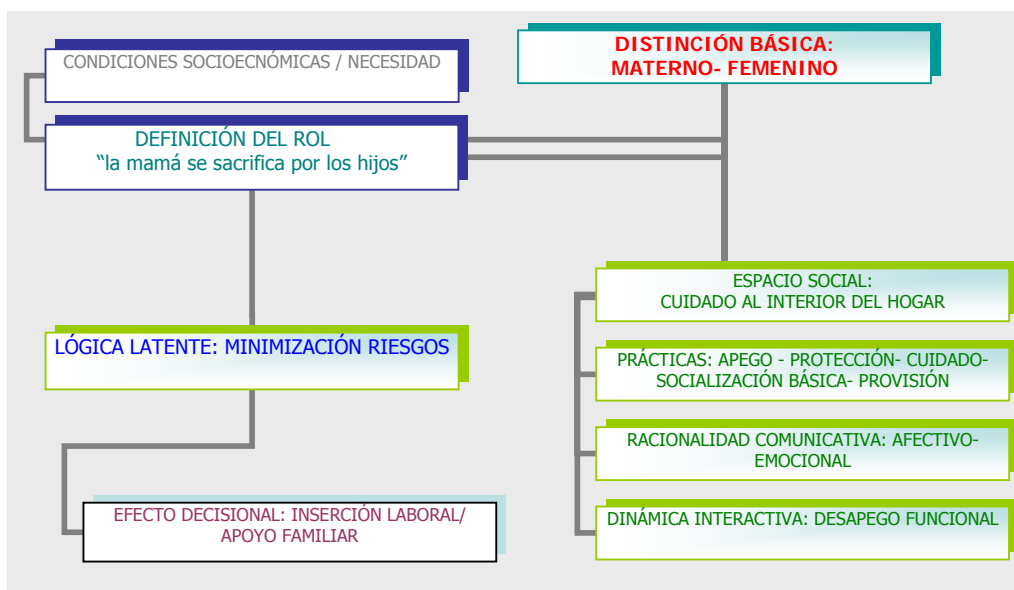 CONDICIONES SOCIOECNÓMICAS / NECESIDAD
DISTINCIÓN BÁSICA:
MATERNO- FEMENINO
DEFINICIÓN DEL ROL
“la mamá se sacrifica por los hijos”
ESPACIO SOCIAL:
CUIDADO AL INTERIOR DEL HOGAR
LÓGICA LATENTE: MINIMIZACIÓN RIESGOS
PRÁCTICAS: APEGO - PROTECCIÓN- CUIDADO-
SOCIALIZACIÓN BÁSICA- PROVISIÓN
RACIONALIDAD COMUNICATIVA: AFECTIVO-
EMOCIONAL
EFECTO DECISIONAL: INSERCIÓN LABORAL/
APOYO FAMILIAR
DINÁMICA INTERACTIVA: DESAPEGO FUNCIONAL